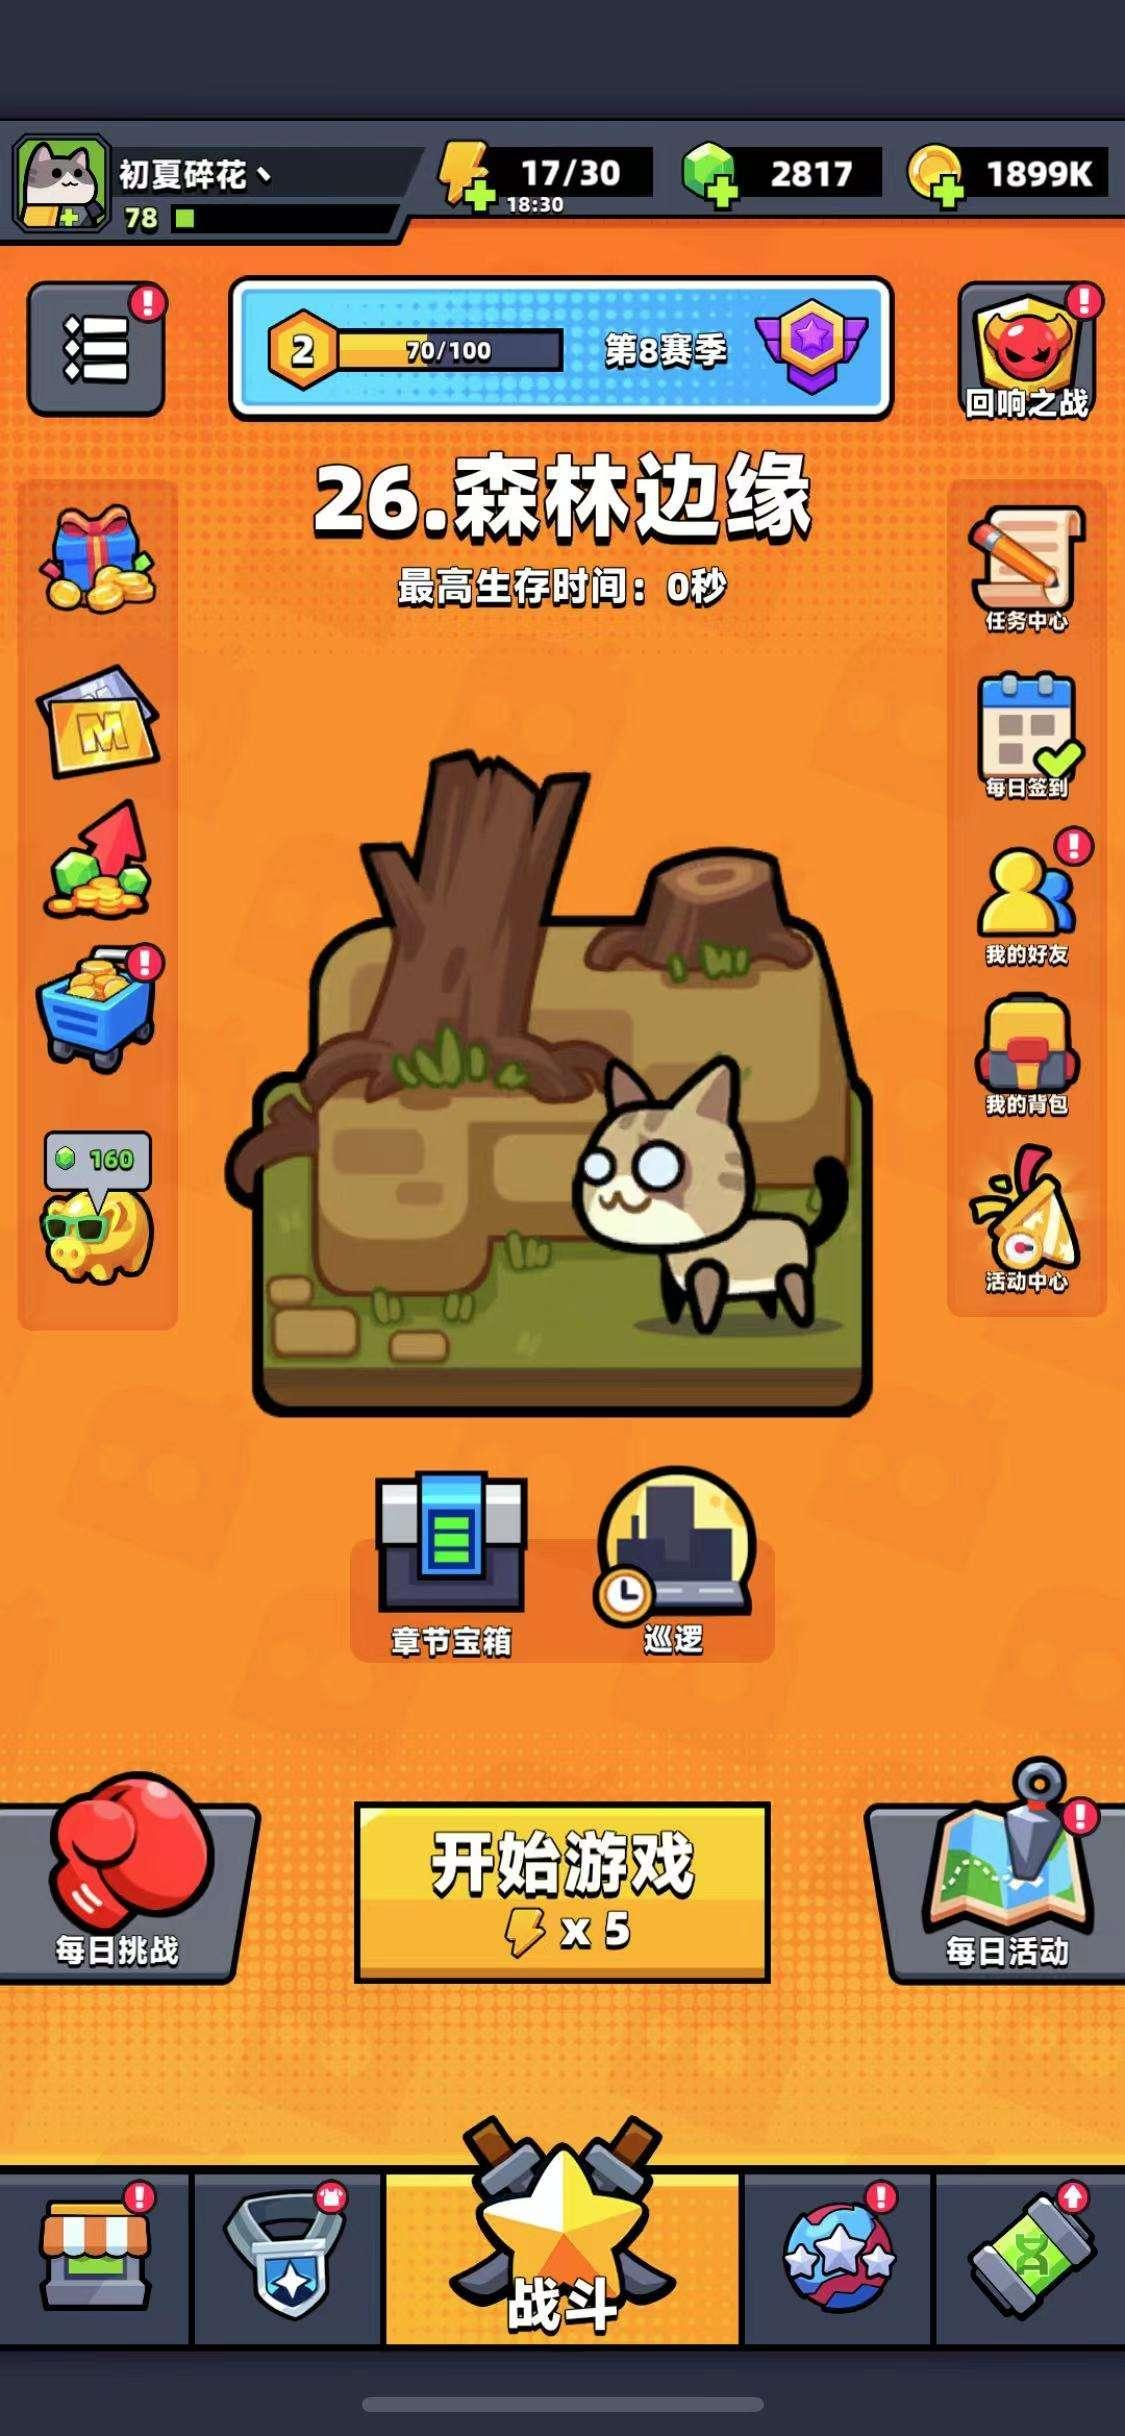 初夏碎花丶
17/30
2817
1899K
78
18:30
2
70/100
第8赛季
回响之战
26.森林边缘
最高生存时间：0秒
任务中心
M
每日签到
我的好友
我的背包
160
活动中心
章节宝箱
巡逻
开始游戏
x 5
每日挑战
每日活动
战斗